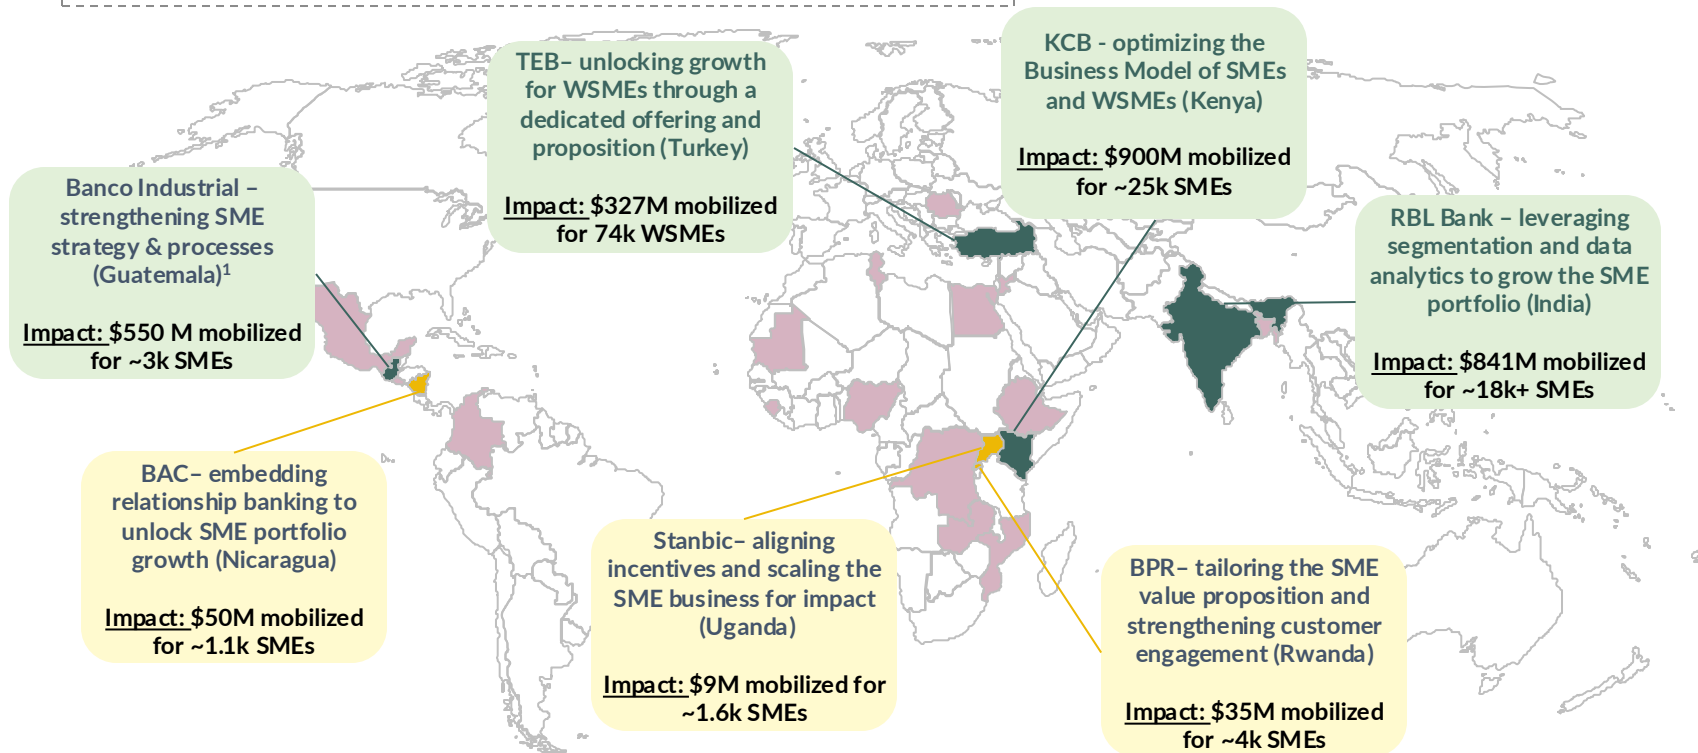 TEB– unlocking growth
for WSMEs through a
dedicated offering and
proposition (Turkey)
Impact: $327M mobilized
for 74k WSMEs
KCB - optimizing the
Business Model of SMEs
and WSMEs (Kenya)
Impact: $900M mobilized
for ~25k SMEs
Banco Industrial –
strengthening SME
strategy & processes
(Guatemala)1
Impact: $550 M mobilized
for ~3k SMEs
RBL Bank – leveraging
segmentation and data
analytics to grow the SME
portfolio (India)
Impact: $841M mobilized
for ~18k+ SMEs
BAC– embedding
relationship banking to
unlock SME portfolio
growth (Nicaragua)
Impact: $50M mobilized
for ~1.1k SMEs
Stanbic– aligning
incentives and scaling the
SME business for impact
(Uganda)
Impact: $9M mobilized for
~1.6k SMEs
BPR– tailoring the SME
value proposition and
strengthening customer
engagement (Rwanda)
Impact: $35M mobilized
for ~4k SMEs